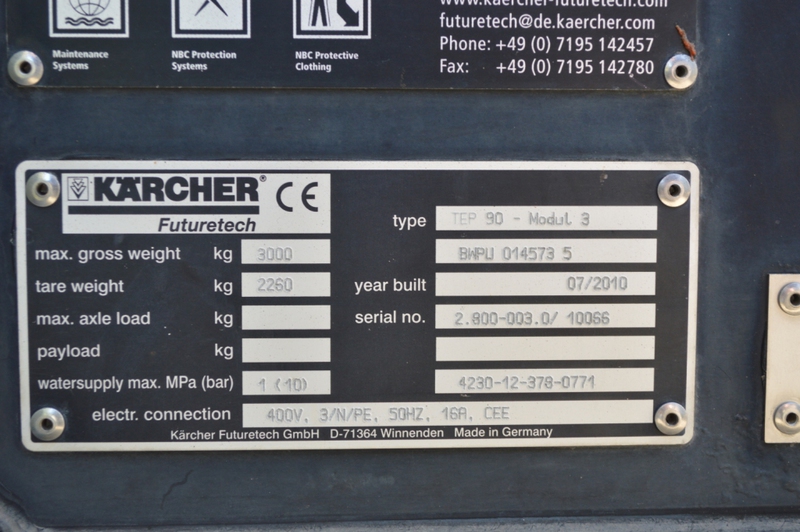 www.kaercher-futuretech.com
futuretech@de.kaercher.com
Phone: +49 (0) 7195 142457
Fax: +49 (0) 7195 142780
Maintenance Systems
NBC Protection Systems
NBC Protective Clothing
KÄRCHER® CE
Futuretech
type TEP 90 - Modul 3
max. gross weight kg 3000 BWPU 014573 5
tare weight kg 2260 year built 07/2010
max. axle load kg serial no. 2.800-003.0/ 10066
payload kg
watersupply max. MPa (bar) 1 (10) 4230-12-378-0771
electr. connection 400V, 3/N/PE, 50HZ, 16A, CEE
Kärcher Futuretech GmbH D-71364 Winnenden Made in Germany